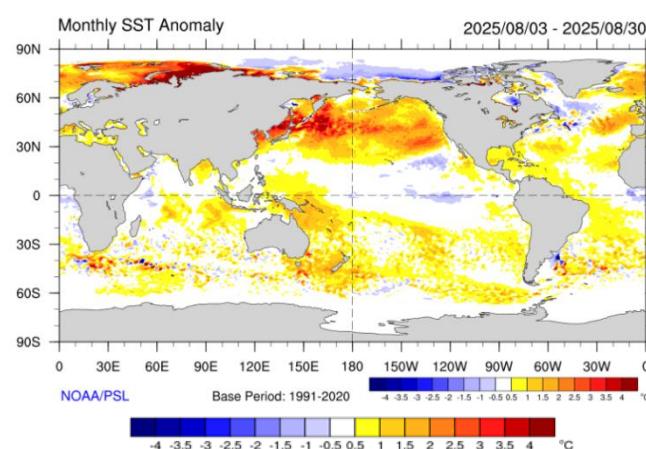 Monthly SST Anomaly 2025/08/03 - 2025/08/30
90N
60N
30N
0
30S
60S
90S
0 30E 60E 90E 120E 150E 180 150W 120W 90W 60W 30W 0
NOAA/PSL Base Period: 1991-2020
-4 -3.5 -3 -2.5 -2 -1.5 -1 -0.5 0.5 1 1.5 2 2.5 3 3.5 4 °C
-4 -3.5 -3 -2.5 -2 -1.5 -1 -0.5 0.5 1 1.5 2 2.5 3 3.5 4 °C